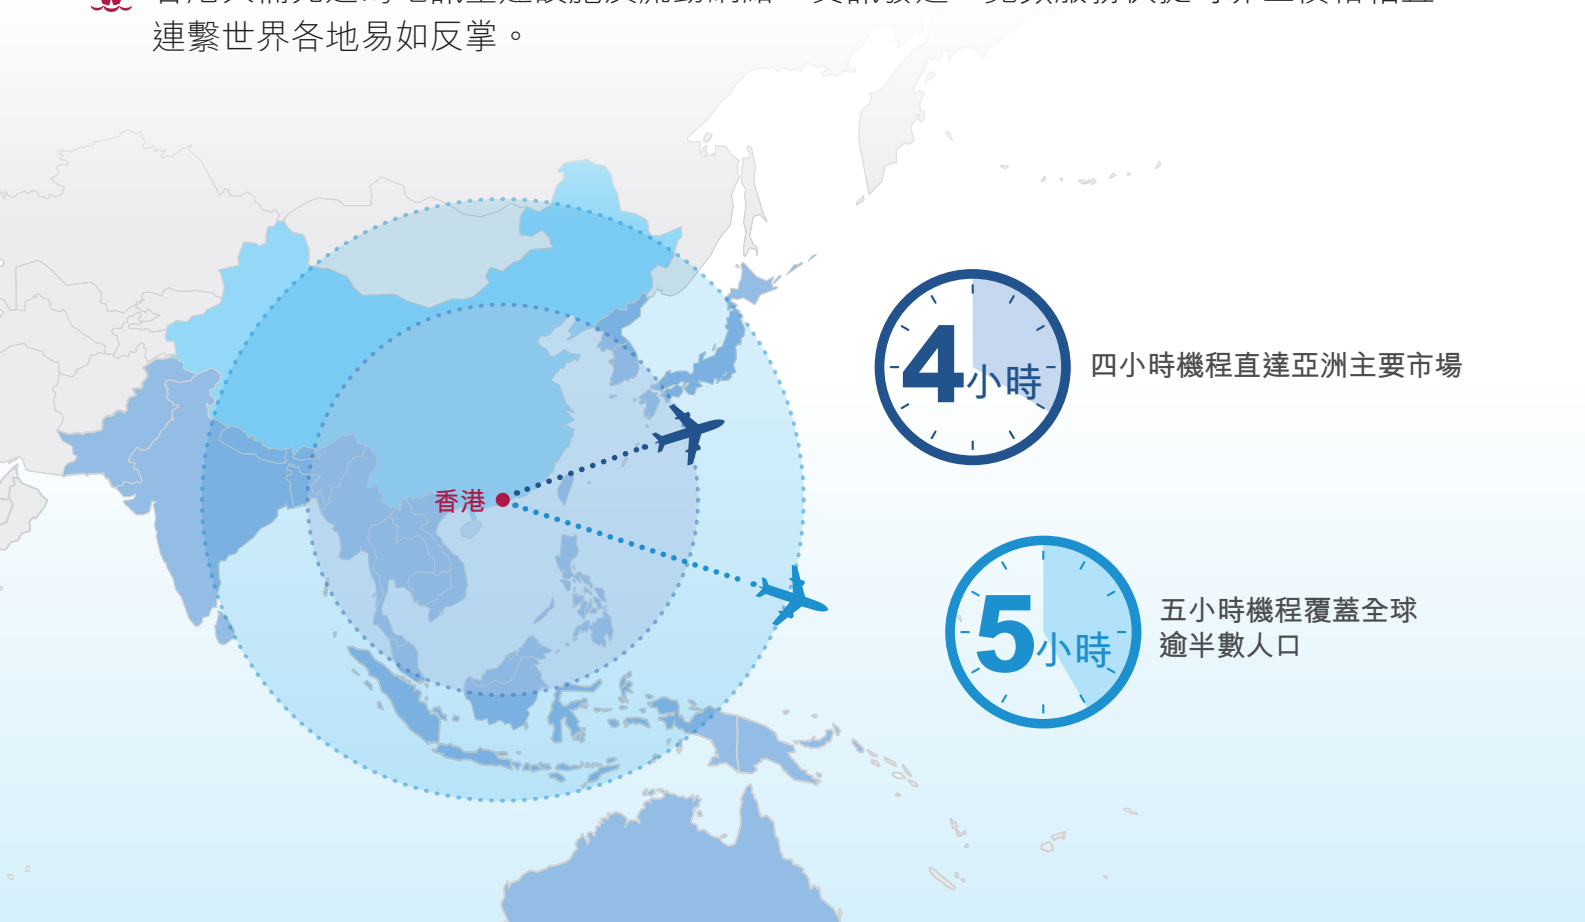 連繫世界各地易如反掌。
4小時
四小時機程直達亞洲主要市場
香港
5小時
五小時機程覆蓋全球
逾半數人口